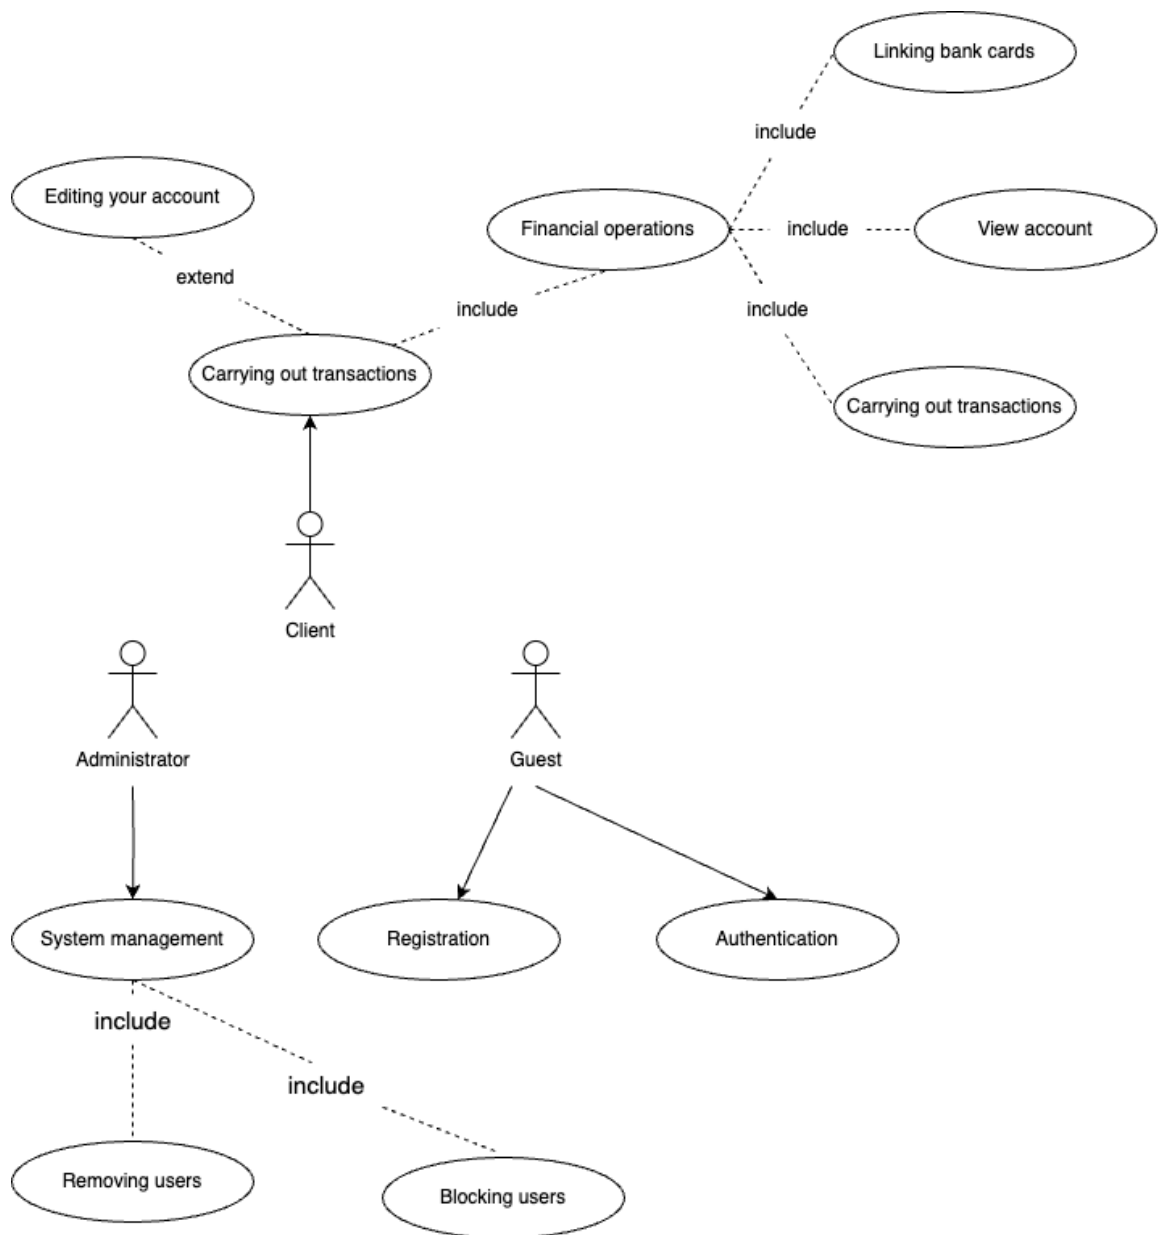 Linking bank cards
include
Editing your account
Financial operations
include
View account
extend
include
include
Carrying out transactions
Carrying out transactions
Client
Administrator
Guest
System management
Registration
Authentication
include
include
Removing users
Blocking users